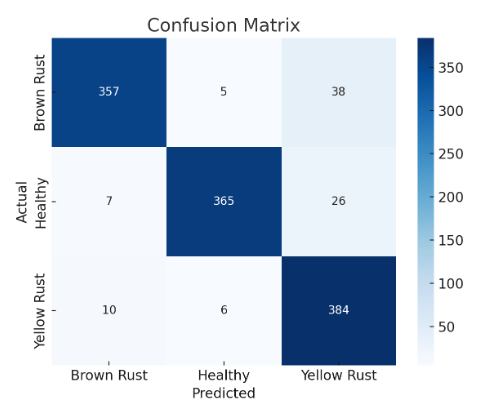 Confusion Matrix
Brown Rust
357
5
38
350
300
Actual
Healthy
7
365
26
250
200
150
Yellow Rust
10
6
384
100
50
Brown Rust
Healthy
Yellow Rust
Predicted